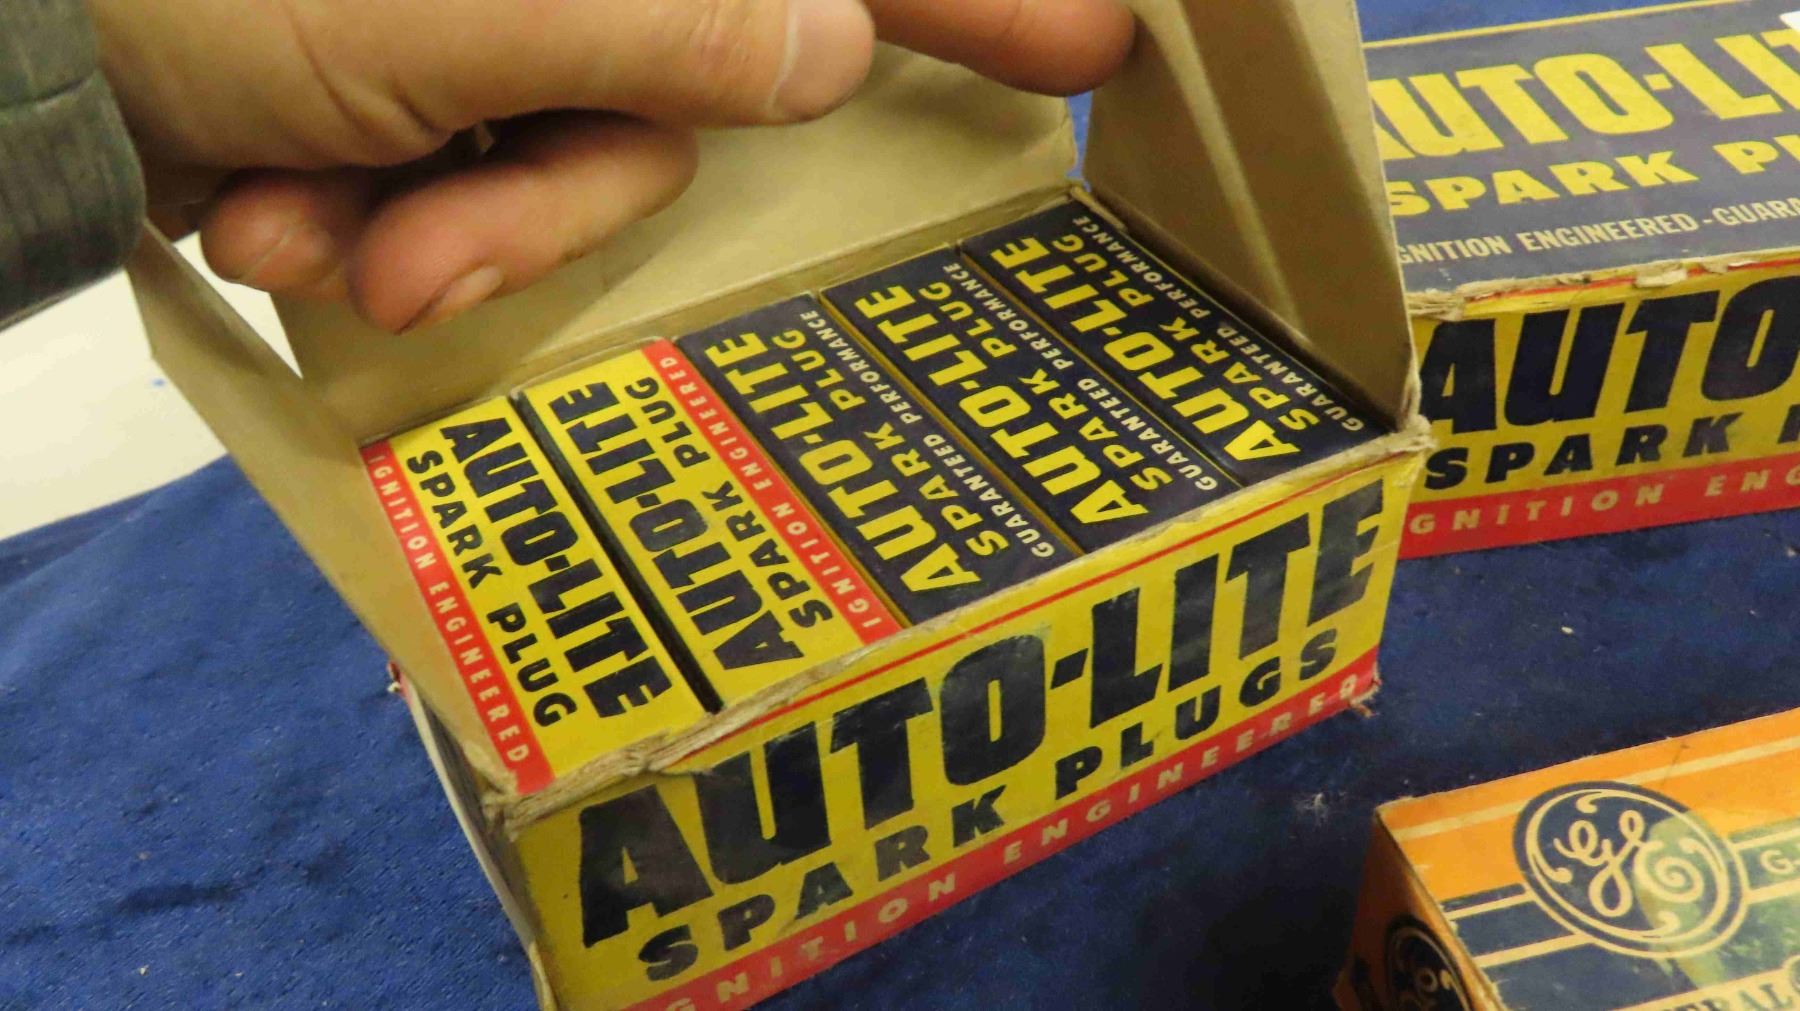 AUTO-LITE
SPARK PLUG
IGNITION ENGINEERED
AUTO-LITE
SPARK PLUG
IGNITION ENGINEERED
AUTO-LITE
SPARK PLUG
GUARANTEED PERFORMANCE
AUTO-LITE
SPARK PLUG
GUARANTEED PERFORMANCE
AUTO-LITE
SPARK PLUG
GUARANTEED PERFORMANCE
AUTO-LITE
SPARK PLUGS
IGNITION ENGINEERED
AUTO-LI
SPARK P
IGNITION ENGINEERED-GUARA
AUTO
SPARK P
IGNITION ENG
GE
G-